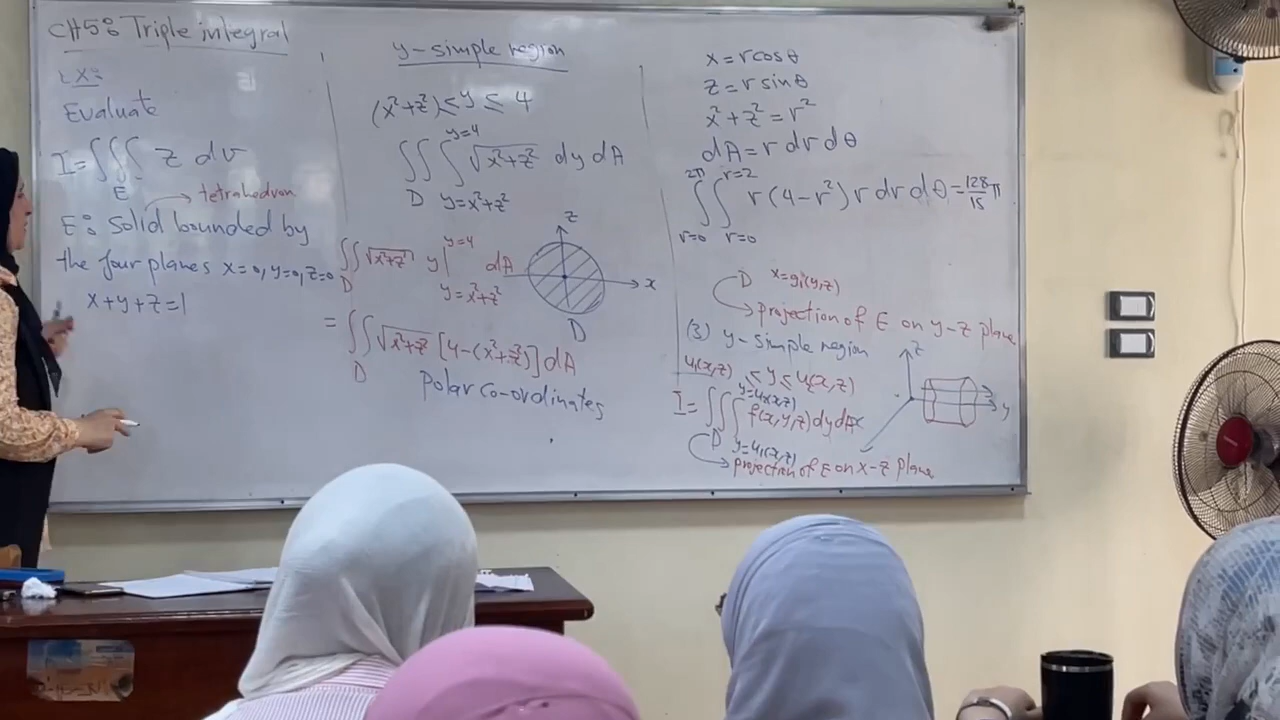 CH5: Triple integral
EX:
Evaluate
I = ∭ z dv
E → tetrahedron
E: Solid bounded by
the four planes x=0, y=0, z=0
x+y+z=1
y-simple region
(x²+z²) ≤ y ≤ 4
y=4
∭ √x²+z² dy dA
D y=x²+z²
y=4
∬ √x²+z² y| dA
D y=x²+z²
z
x
D
= ∬ √x²+z² [4-(x²+z²)] dA
D
Polar co-ordinates
x = r cos θ
z = r sin θ
x²+z² = r²
dA = r dr dθ
2π r=2
∬ r(4-r²) r dr dθ = 128/15 π
r=0 r=0
D x=g₁(y,z)
projection of E on y-z plane
(3) y-simple region
u₁(x,z) ≤ y ≤ u₂(x,z)
y=u₂(x,z)
I = ∭ f(x,y,z) dy dA
D y=u₁(x,z)
projection of E on x-z plane
z
y
x